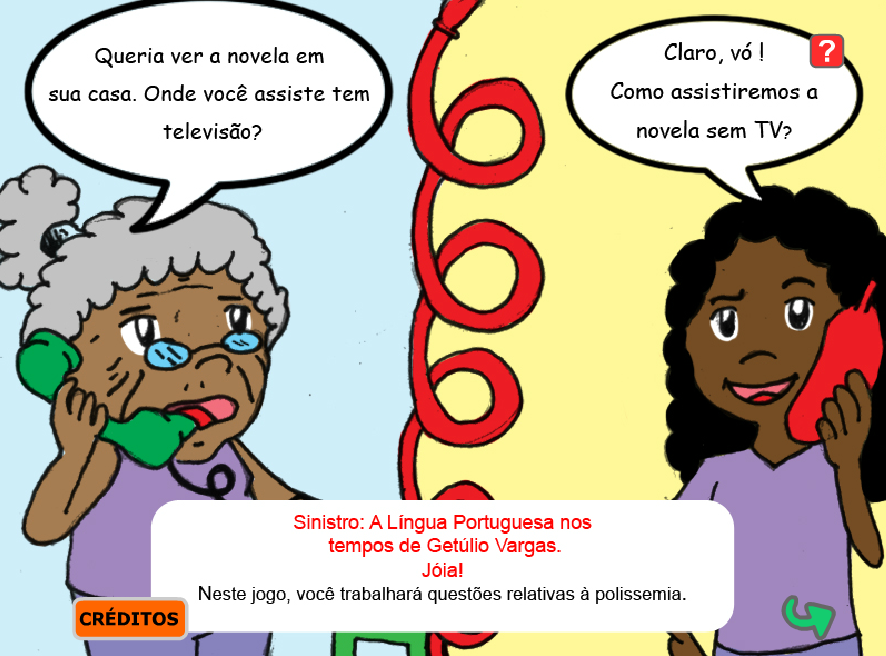 Queria ver a novela em
sua casa. Onde você assiste tem
televisão?
Claro, vó !
Como assistiremos a
novela sem TV?
?
Sinistro: A Língua Portuguesa nos
tempos de Getúlio Vargas.
Jóia!
Neste jogo, você trabalhará questões relativas à polissemia.
CRÉDITOS